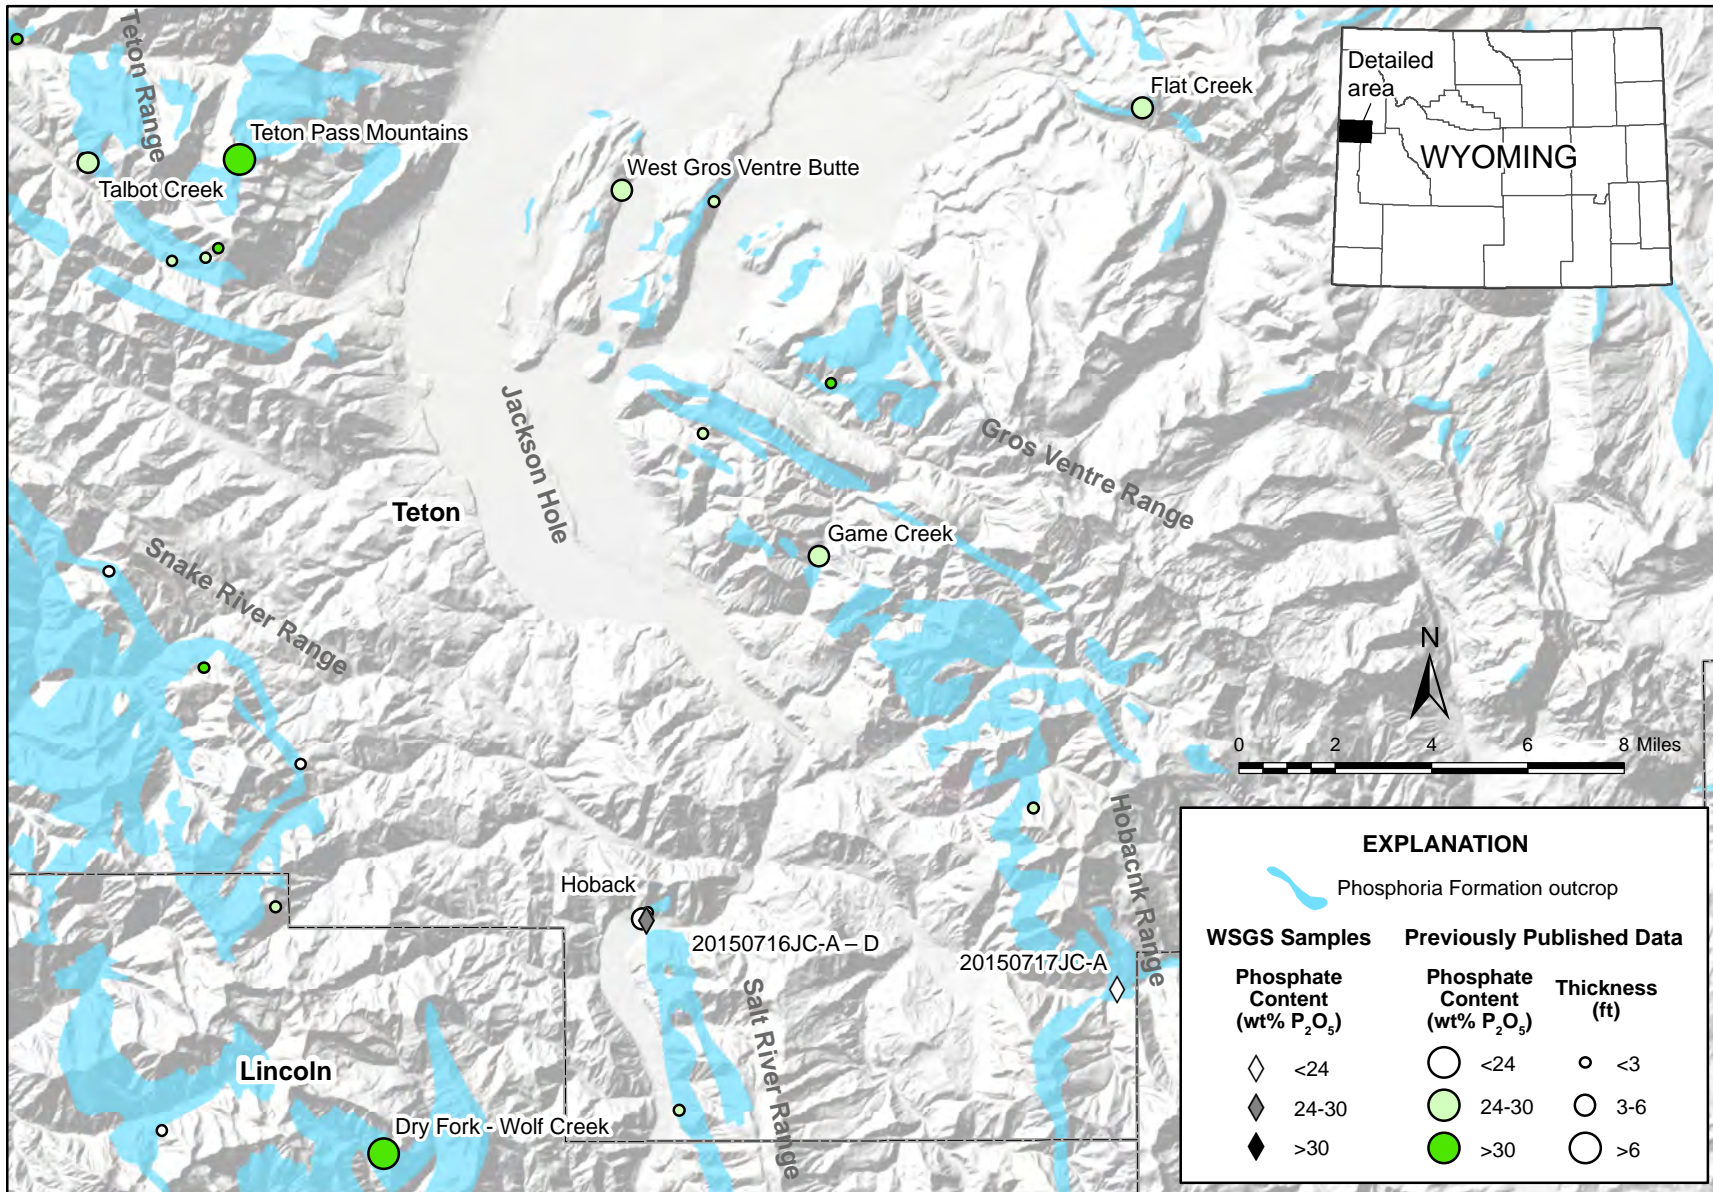 Teton Range
Teton Pass Mountains
Talbot Creek
West Gros Ventre Butte
Flat Creek
Detailed
area
WYOMING
Jackson Hole
Gros Ventre Range
Teton
Game Creek
Snake River Range
N
0 2 4 6 8 Miles
Hobacnk Range
Hoback
20150716JC-A – D
20150717JC-A
Salt River Range
Lincoln
Dry Fork - Wolf Creek
EXPLANATION
Phosphoria Formation outcrop
WSGS Samples
Phosphate
Content
(wt% P₂O₅)
<24
24-30
>30
Previously Published Data
Phosphate
Content
(wt% P₂O₅)
<24
24-30
>30
Thickness
(ft)
<3
3-6
>6